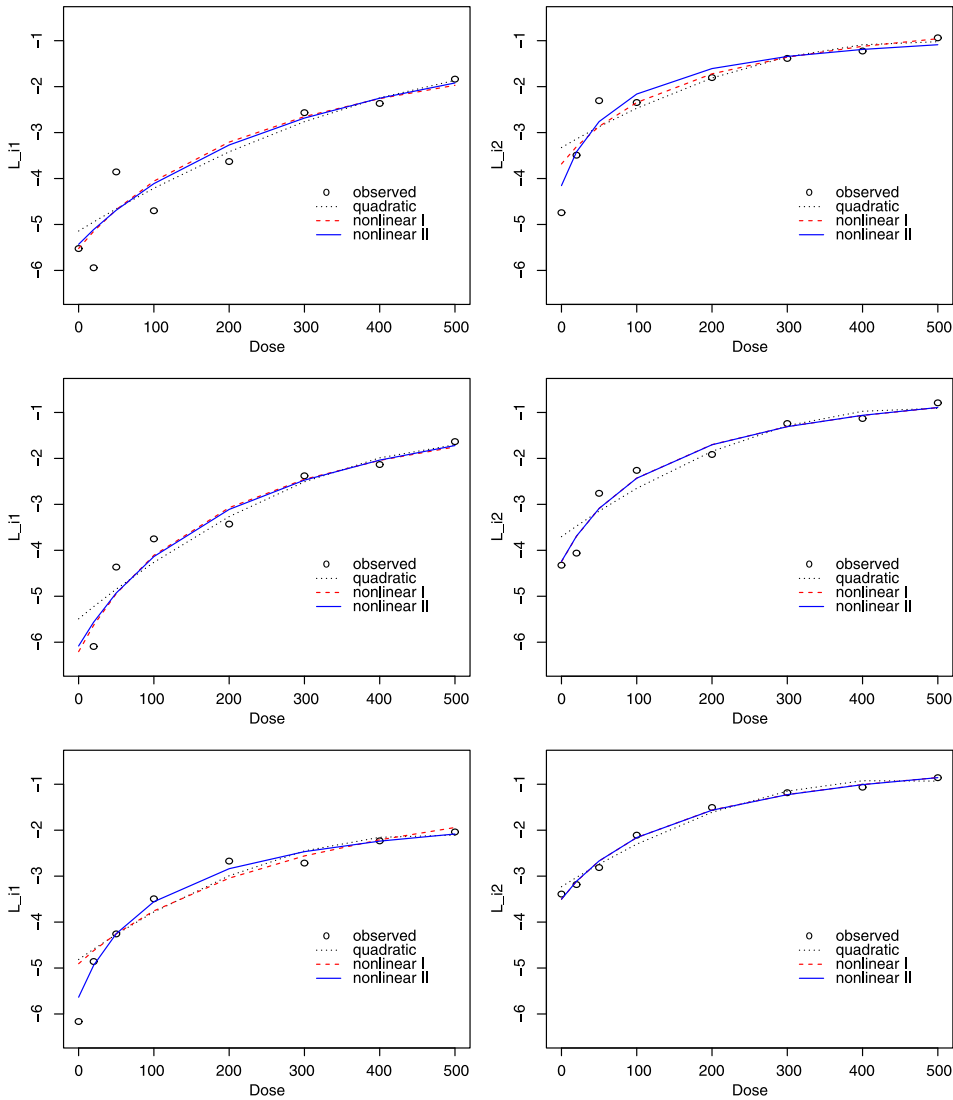 -1
-2
-3
-4
-5
-6
L_i1
observed
quadratic
nonlinear I
nonlinear II
0 100 200 300 400 500
Dose
-1
-2
-3
-4
-5
-6
L_i2
observed
quadratic
nonlinear I
nonlinear II
0 100 200 300 400 500
Dose
-1
-2
-3
-4
-5
-6
L_i1
observed
quadratic
nonlinear I
nonlinear II
0 100 200 300 400 500
Dose
-1
-2
-3
-4
-5
-6
L_i2
observed
quadratic
nonlinear I
nonlinear II
0 100 200 300 400 500
Dose
-1
-2
-3
-4
-5
-6
L_i1
observed
quadratic
nonlinear I
nonlinear II
0 100 200 300 400 500
Dose
-1
-2
-3
-4
-5
-6
L_i2
observed
quadratic
nonlinear I
nonlinear II
0 100 200 300 400 500
Dose